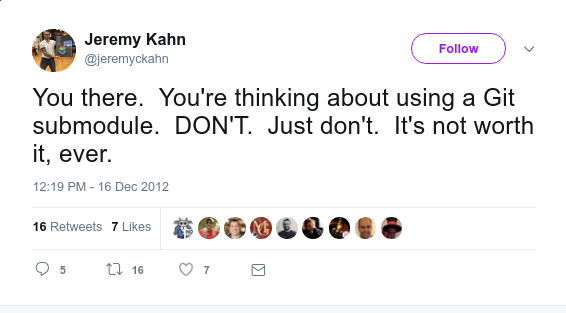 Jeremy Kahn
@jeremyckahn
Follow
You there.  You're thinking about using a Git
submodule.  DON'T.  Just don't.  It's not worth
it, ever.
12:19 PM - 16 Dec 2012
16 Retweets  7 Likes
5  16  7